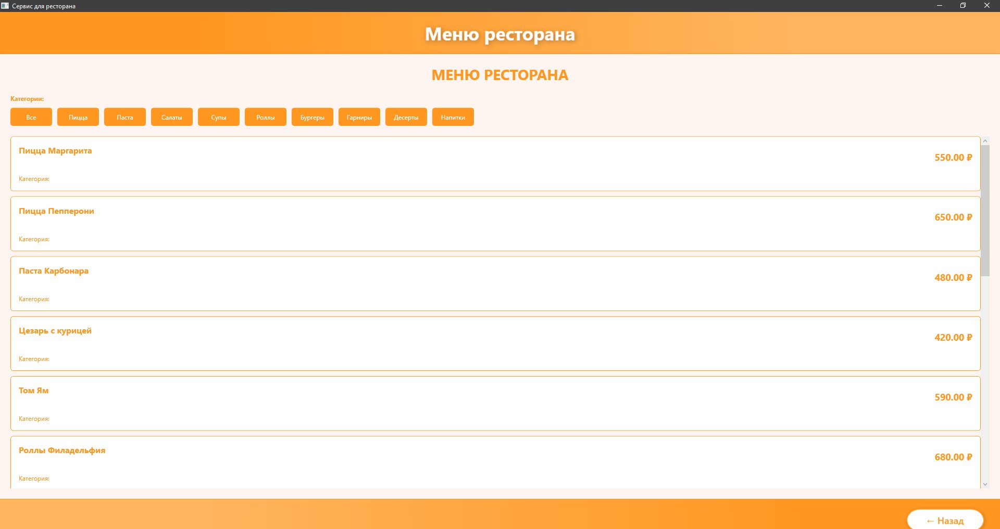 Сервис для ресторана
Меню ресторана
МЕНЮ РЕСТОРАНА
Категории:
Все Пицца Паста Салаты Супы Роллы Бургеры Гарниры Десерты Напитки
Пицца Маргарита
550.00 ₽
Категория:
Пицца Пепперони
650.00 ₽
Категория:
Паста Карбонара
480.00 ₽
Категория:
Цезарь с курицей
420.00 ₽
Категория:
Том Ям
590.00 ₽
Категория:
Роллы Филадельфия
680.00 ₽
Категория:
← Назад